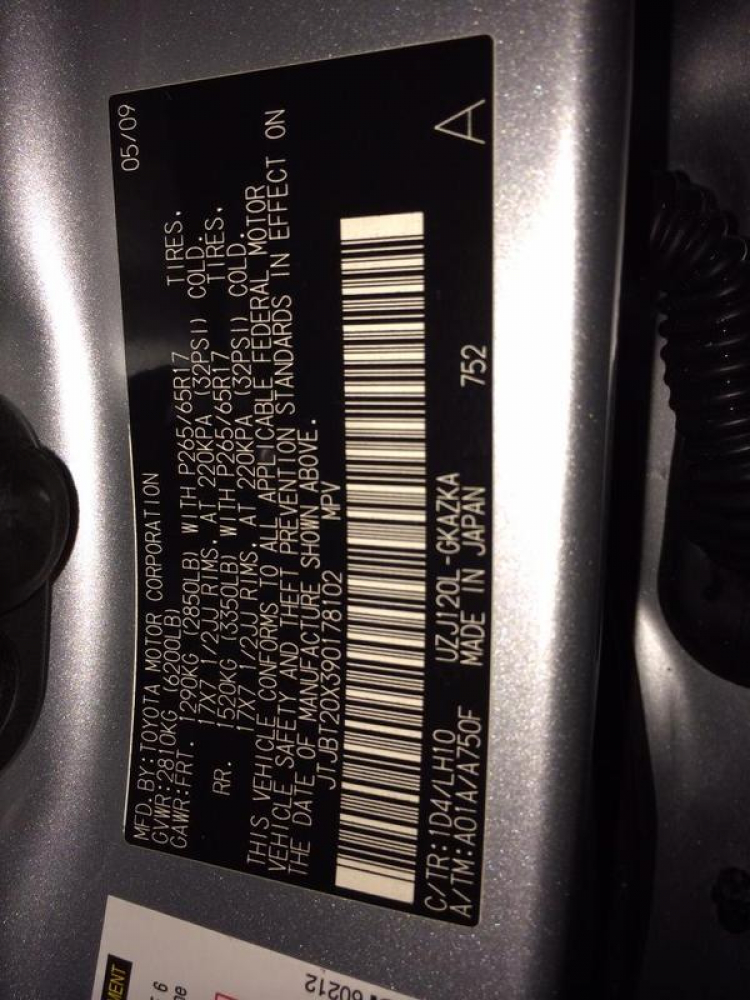 MFD. BY:TOYOTA MOTOR CORPORATION 05/09
GVWR:2810KG (6200LB)
GAWR:FRT. 1290KG (2850LB) WITH P265/65R17 TIRES.
17X7 1/2JJ RIMS. AT 220KPA (32PSI) COLD.
RR. 1520KG (3350LB) WITH P265/65R17 TIRES.
17X7 1/2JJ RIMS. AT 220KPA (32PSI) COLD.
THIS VEHICLE CONFORMS TO ALL APPLICABLE FEDERAL MOTOR
VEHICLE SAFETY AND THEFT PREVENTION STANDARDS IN EFFECT ON
THE DATE OF MANUFACTURE SHOWN ABOVE.
JTJBT20X390178102 MPV
C/TR:1D4/LH10 UZJ120L-GKAZKA
A/TM:A01A/A750F MADE IN JAPAN 752 A
MENT
6
60212